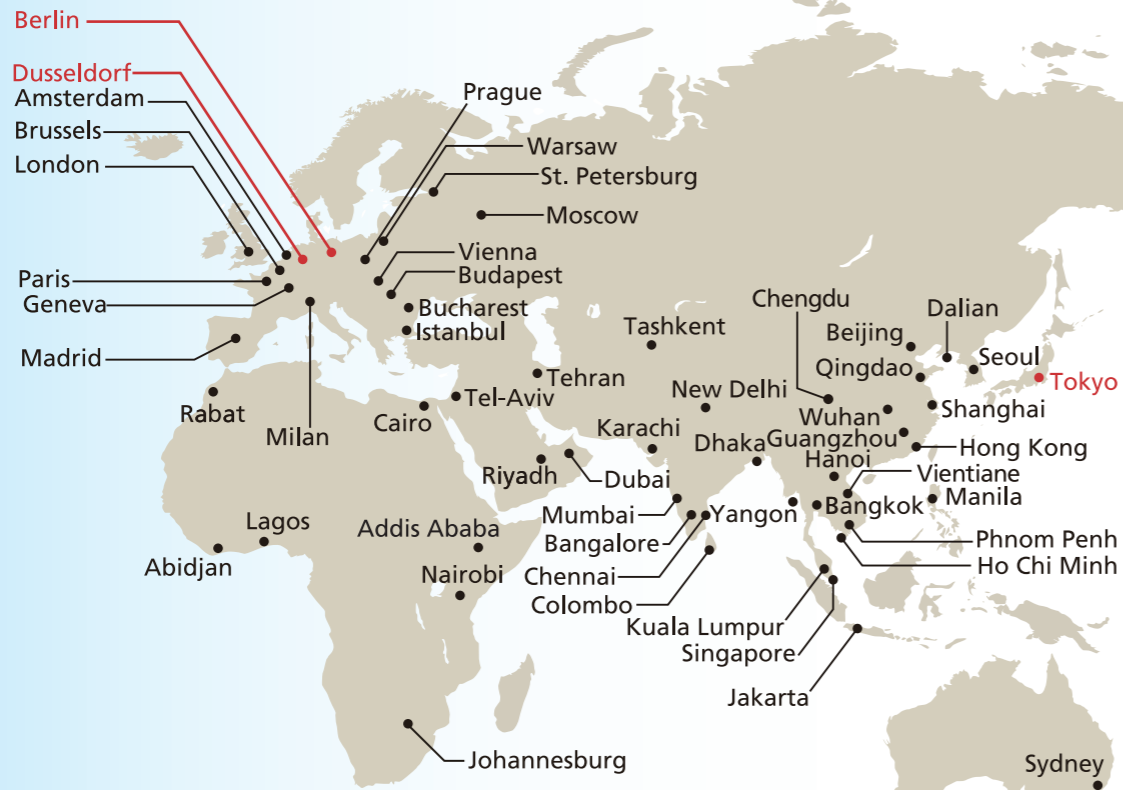 Berlin
Dusseldorf
Amsterdam
Brussels
London
Prague
Warsaw
St. Petersburg
Moscow
Paris
Geneva
Vienna
Budapest
Bucharest
Istanbul
Madrid
Chengdu
Dalian
Tashkent
Beijing
Seoul
Qingdao
Tokyo
Tehran
Tel-Aviv
New Delhi
Rabat
Milan
Cairo
Wuhan
Shanghai
Karachi
Dhaka
Guangzhou
Hong Kong
Hanoi
Riyadh
Dubai
Vientiane
Manila
Mumbai
Yangon
Bangkok
Lagos
Addis Ababa
Bangalore
Phnom Penh
Abidjan
Nairobi
Chennai
Ho Chi Minh
Colombo
Kuala Lumpur
Singapore
Jakarta
Johannesburg
Sydney